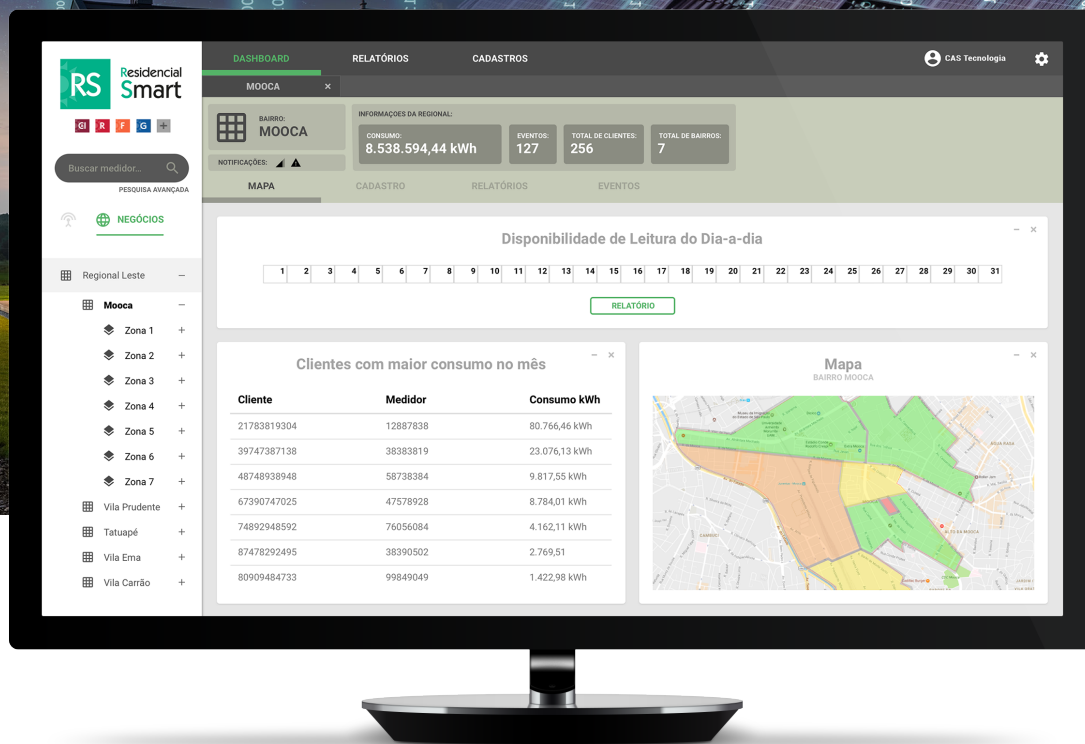 RS Residencial Smart
CI R F G +
Buscar medidor...
PESQUISA AVANÇADA
NEGÓCIOS
Regional Leste −
Mooca −
Zona 1 +
Zona 2 +
Zona 3 +
Zona 4 +
Zona 5 +
Zona 6 +
Zona 7 +
Vila Prudente +
Tatuapé +
Vila Ema +
Vila Carrão +
DASHBOARD RELATÓRIOS CADASTROS
CAS Tecnologia
MOOCA ×
BAIRRO:
MOOCA
NOTIFICAÇÕES:
INFORMAÇOES DA REGIONAL:
CONSUMO:
8.538.594,44 kWh
EVENTOS:
127
TOTAL DE CLIENTES:
256
TOTAL DE BAIRROS:
7
MAPA CADASTRO RELATÓRIOS EVENTOS
− ×
Disponibilidade de Leitura do Dia-a-dia
1 2 3 4 5 6 7 8 9 10 11 12 13 14 15 16 17 18 19 20 21 22 23 24 25 26 27 28 29 30 31
RELATÓRIO
− ×
Clientes com maior consumo no mês
Cliente Medidor Consumo kWh
21783819304 12887838 80.766,46 kWh
39747387138 38383819 23.076,13 kWh
48748938948 58738384 9.817,55 kWh
67390747025 47578928 8.784,01 kWh
74892948592 76056084 4.162,11 kWh
87478292495 38390502 2.769,51
80909484733 99849049 1.422,98 kWh
− ×
Mapa
BAIRRO MOOCA
ÁGUA RASA
CAMBUCI
ALTO DA MOOCA